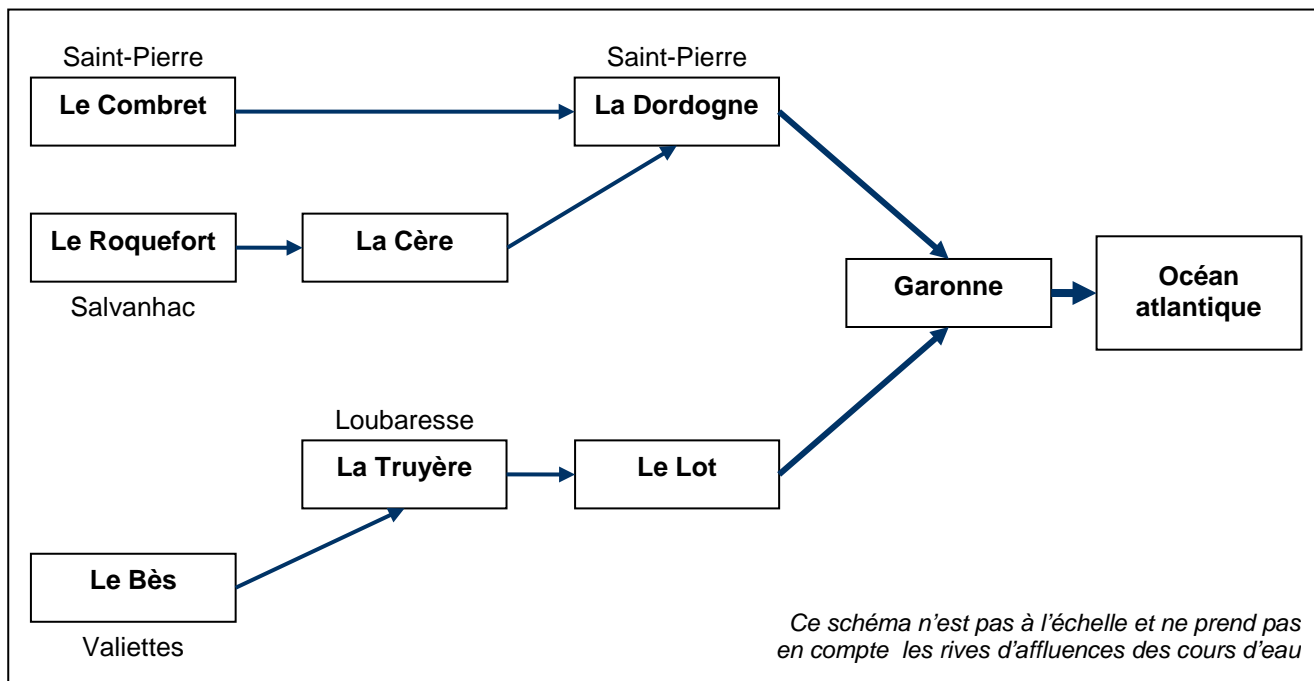 Saint-Pierre
Le Combret
Saint-Pierre
La Dordogne
Le Roquefort
Salvanhac
La Cère
Garonne
Océan
atlantique
Loubaresse
La Truyère
Le Lot
Le Bès
Valiettes
Ce schéma n'est pas à l'échelle et ne prend pas
en compte les rives d'affluences des cours d'eau